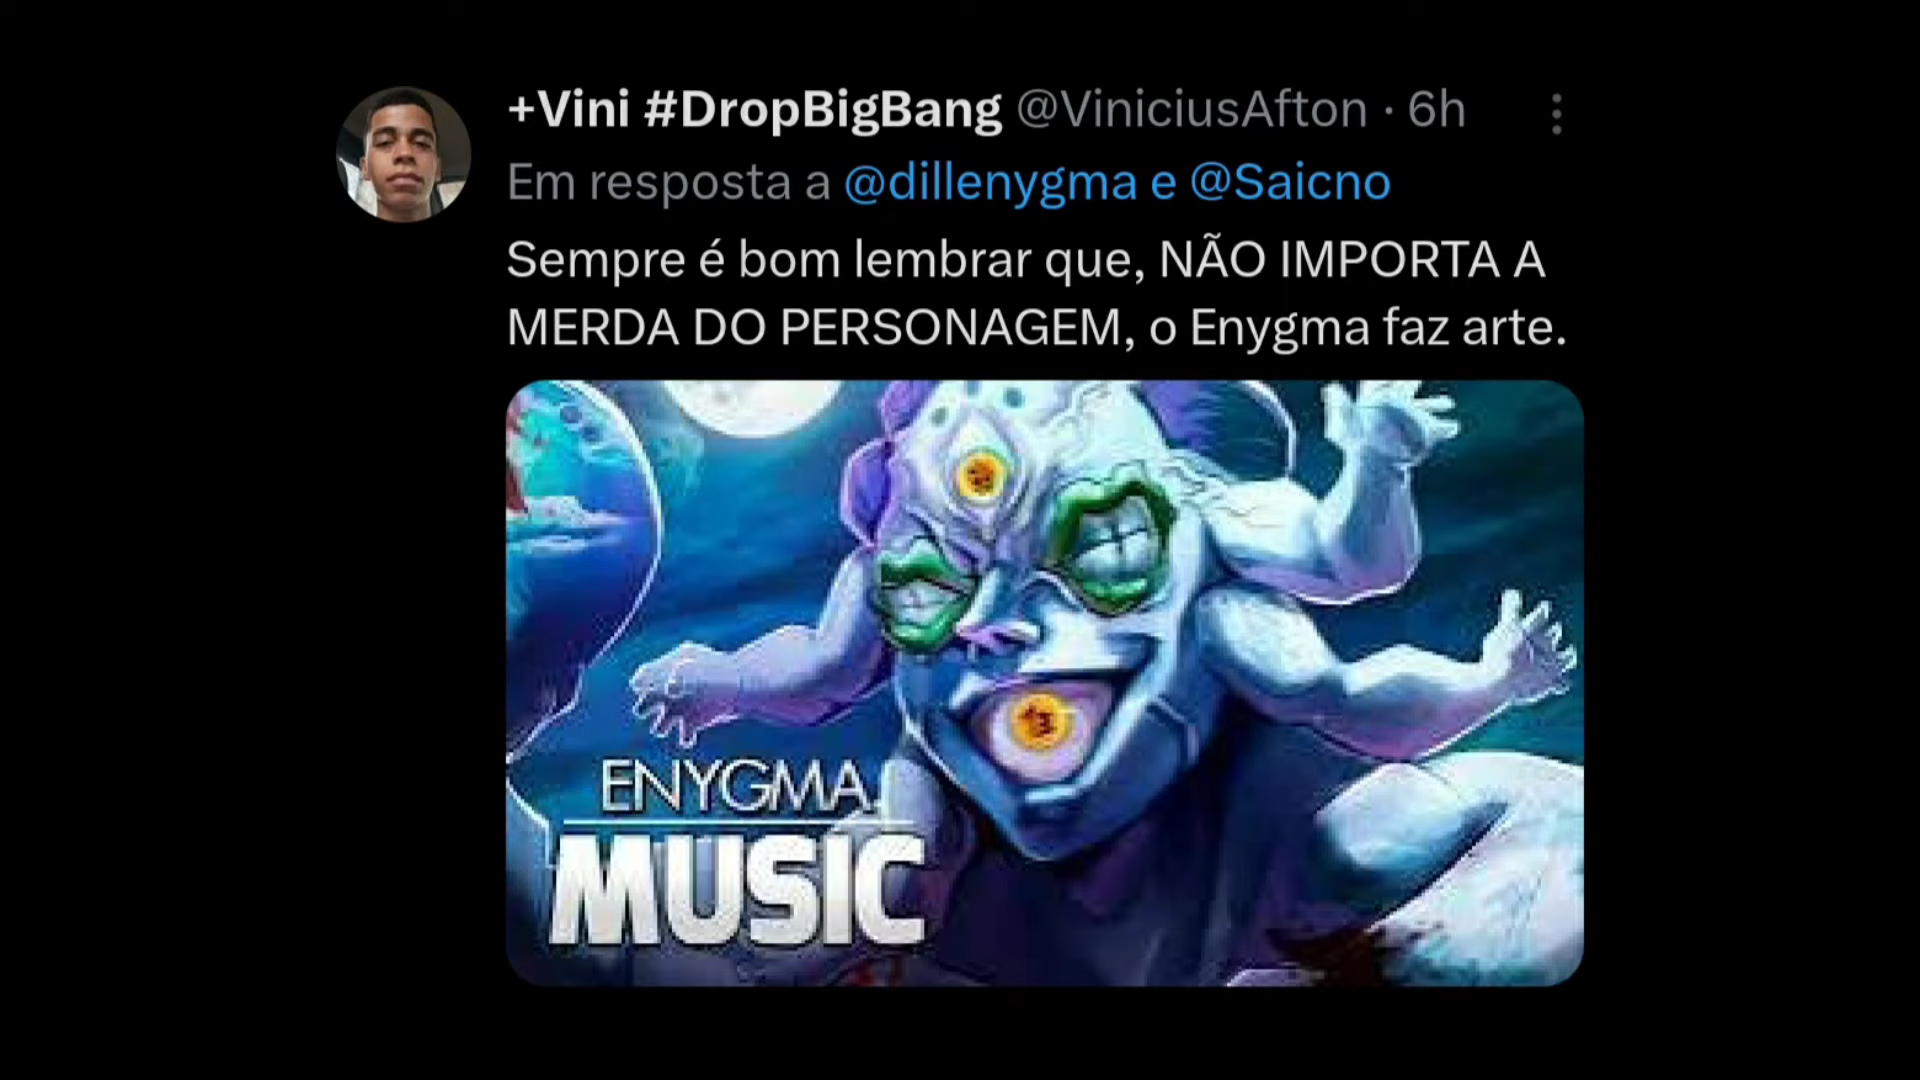 +Vini #DropBigBang @ViniciusAfton · 6h
Em resposta a @dillenygma e @Saicno
Sempre é bom lembrar que, NÃO IMPORTA A
MERDA DO PERSONAGEM, o Enygma faz arte.
ENYGMA
MUSIC